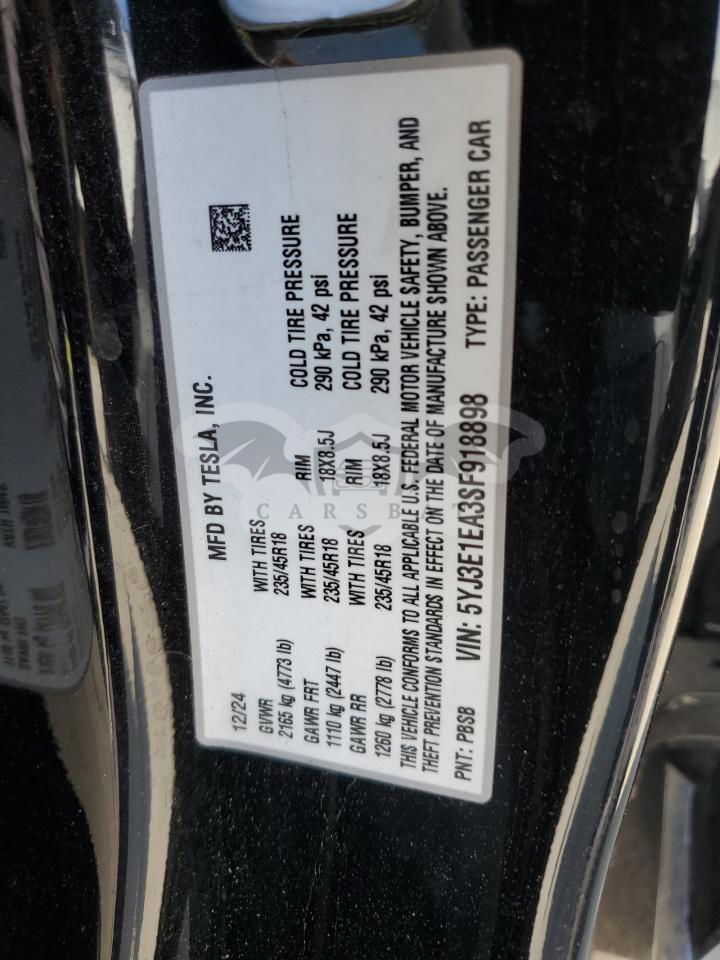 MFD BY TESLA, INC.
12/24
GVWR WITH TIRES
2165 kg (4773 lb) 235/45R18
GAWR FRT WITH TIRES RIM COLD TIRE PRESSURE
1110 kg (2447 lb) 235/45R18 18X8.5J 290 kPa, 42 psi
GAWR RR WITH TIRES RIM COLD TIRE PRESSURE
1260 kg (2778 lb) 235/45R18 18X8.5J 290 kPa, 42 psi
THIS VEHICLE CONFORMS TO ALL APPLICABLE U.S. FEDERAL MOTOR VEHICLE SAFETY, BUMPER, AND
THEFT PREVENTION STANDARDS IN EFFECT ON THE DATE OF MANUFACTURE SHOWN ABOVE.
PNT: PBSB VIN: 5YJ3E1EA3SF918898 TYPE: PASSENGER CAR
CARSBAT